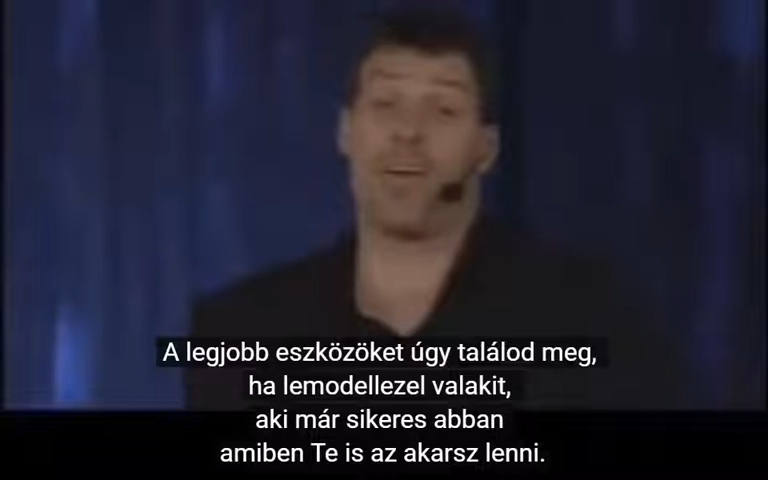 A legjobb eszközöket úgy találod meg,
ha lemodellezel valakit,
aki már sikeres abban
amiben Te is az akarsz lenni.